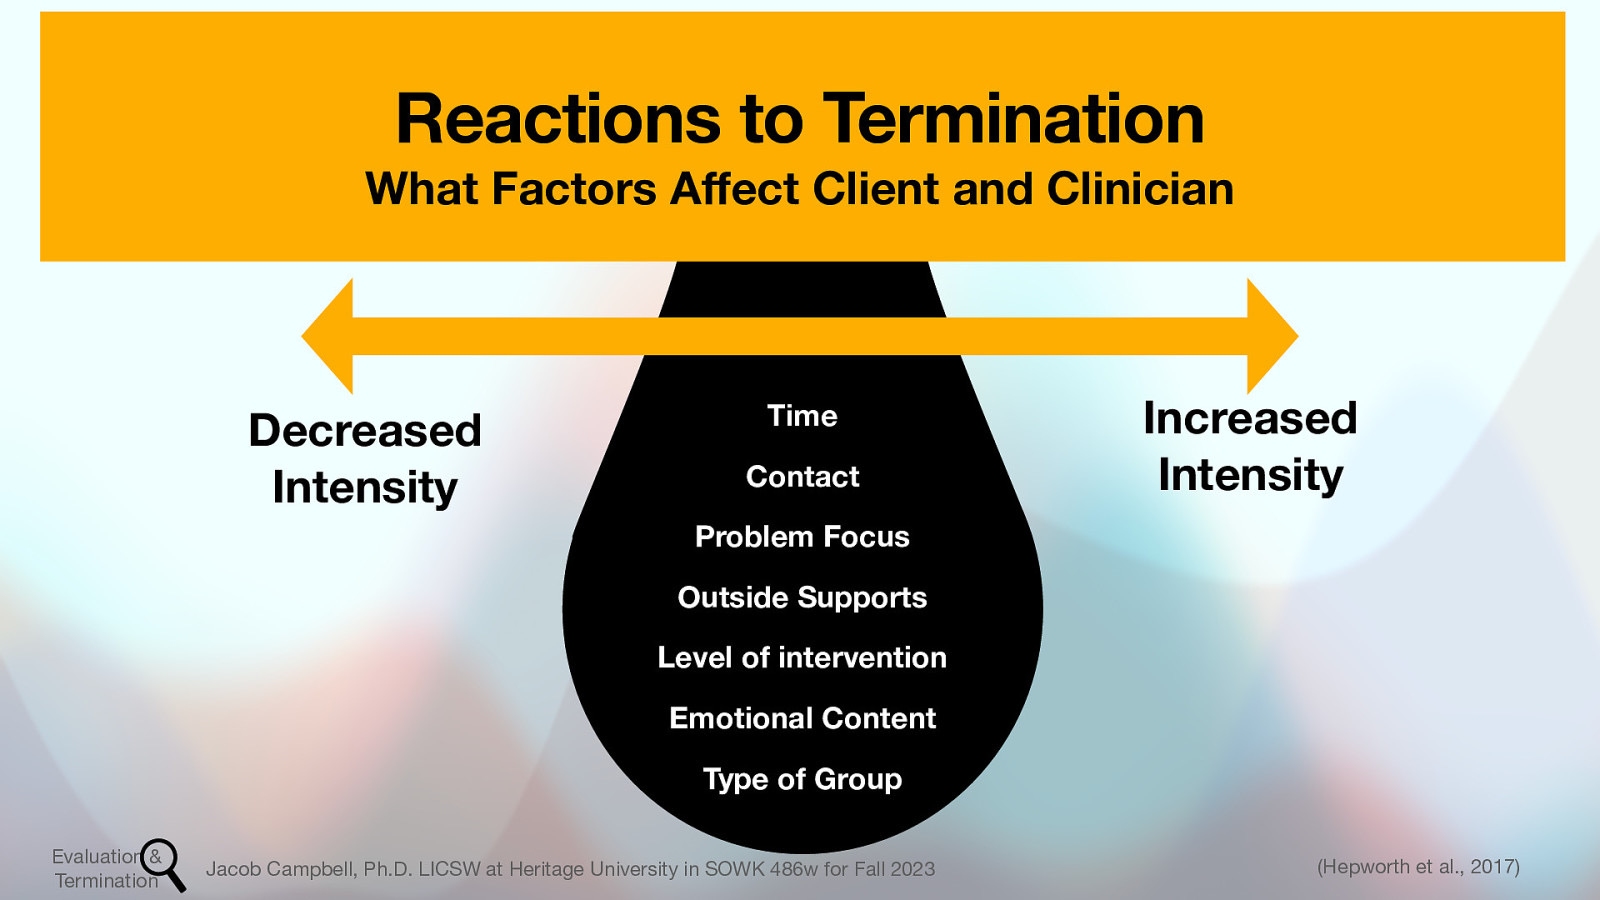 Reactions to Termination
What Factors Affect Client and Clinician
Decreased
Intensity
Increased
Intensity
Time
Contact
Problem Focus
Outside Supports
Level of intervention
Emotional Content
Type of Group
Evaluation &
Termination
Jacob Campbell, Ph.D. LICSW at Heritage University in SOWK 486w for Fall 2023
(Hepworth et al., 2017)